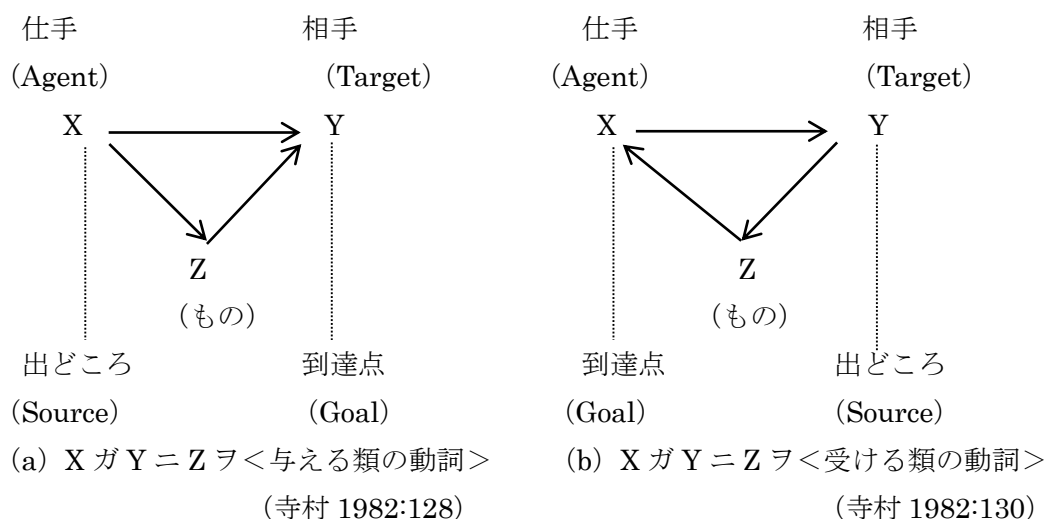 仕手 相手 仕手 相手
(Agent) (Target) (Agent) (Target)
X Y X Y
Z Z
(もの) (もの)
出どころ 到達点 到達点 出どころ
(Source) (Goal) (Goal) (Source)
(a) X ガ Y ニ Z ヲ<与える類の動詞> (b) X ガ Y ニ Z ヲ<受ける類の動詞>
(寺村 1982:128) (寺村 1982:130)